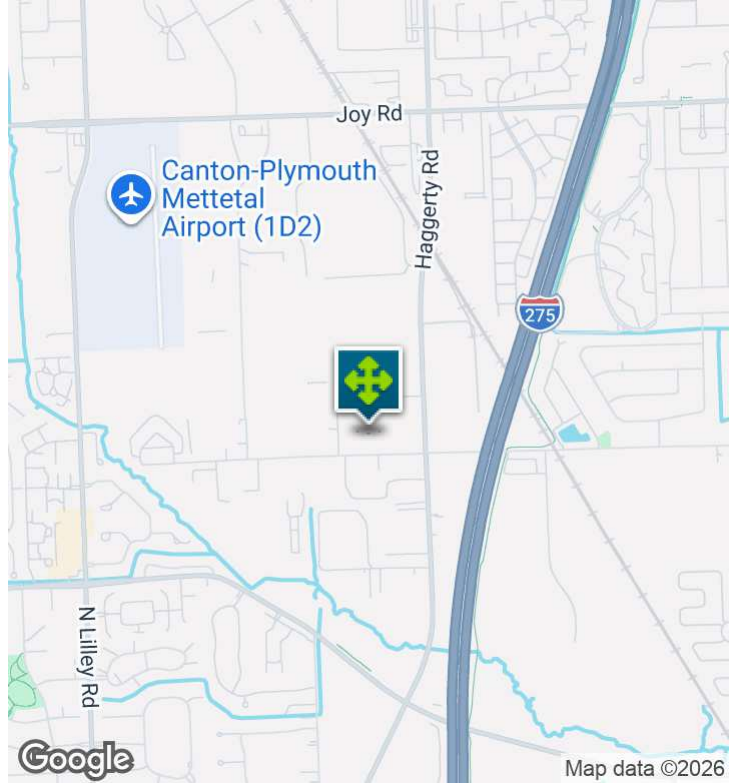 Joy Rd
Canton-Plymouth
Mettetal
Airport (1D2)
Haggerty Rd
275
N Lilley Rd
Google
Map data ©2026